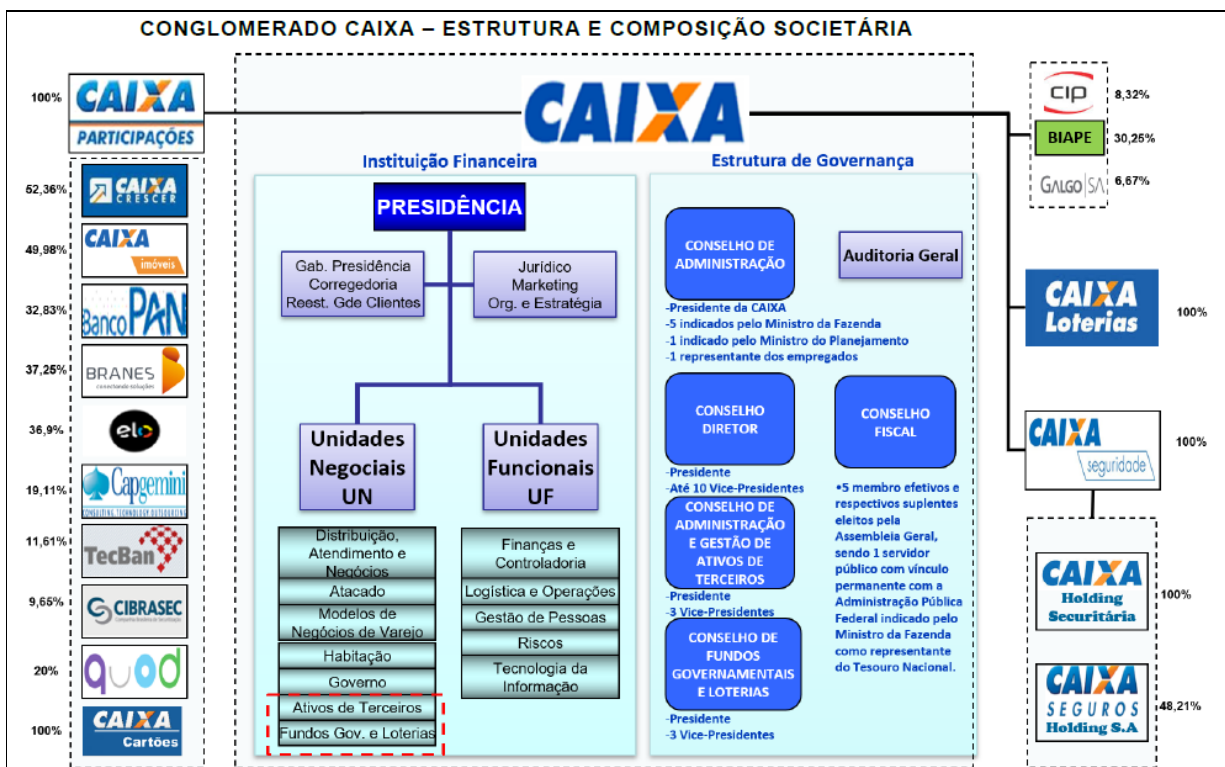 CONGLOMERADO CAIXA – ESTRUTURA E COMPOSIÇÃO SOCIETÁRIA
100%
CAIXA
PARTICIPAÇÕES
52,36%
CAIXA
CRESCER
49,98%
CAIXA
imóveis
32,83%
Banco PAN
37,25%
BRANES
conectando soluções
36,9%
elo
19,11%
Capgemini
CONSULTING.TECHNOLOGY.OUTSOURCING
11,61%
TecBan
9,65%
CIBRASEC
Companhia Brasileira de Securitização
20%
quod
100%
CAIXA
Cartões
CAIXA
Instituição Financeira
PRESIDÊNCIA
Gab. Presidência
Corregedoria
Reest. Gde Clientes
Jurídico
Marketing
Org. e Estratégia
Unidades
Negociais
UN
Distribuição,
Atendimento e
Negócios
Atacado
Modelos de
Negócios de Varejo
Habitação
Governo
Ativos de Terceiros
Fundos Gov. e Loterias
Unidades
Funcionais
UF
Finanças e
Controladoria
Logística e Operações
Gestão de Pessoas
Riscos
Tecnologia da
Informação
Estrutura de Governança
CONSELHO DE
ADMINISTRAÇÃO
-Presidente da CAIXA
-5 indicados pelo Ministro da Fazenda
-1 indicado pelo Ministro do Planejamento
-1 representante dos empregados
Auditoria Geral
CONSELHO
DIRETOR
-Presidente
-Até 10 Vice-Presidentes
CONSELHO
FISCAL
•5 membro efetivos e
respectivos suplentes
eleitos pela
Assembleia Geral,
sendo 1 servidor
público com vínculo
permanente com a
Administração Pública
Federal indicado pelo
Ministro da Fazenda
como representante
do Tesouro Nacional.
CONSELHO DE
ADMINISTRAÇÃO
E GESTÃO DE
ATIVOS DE
TERCEIROS
-Presidente
-3 Vice-Presidentes
CONSELHO DE
FUNDOS
GOVERNAMENTAIS
E LOTERIAS
-Presidente
-3 Vice-Presidentes
CIP
8,32%
BIAPE
30,25%
GALGO|SA
6,67%
CAIXA
Loterias
100%
CAIXA
seguridade
100%
CAIXA
Holding
Securitária
100%
CAIXA
SEGUROS
Holding S.A
48,21%